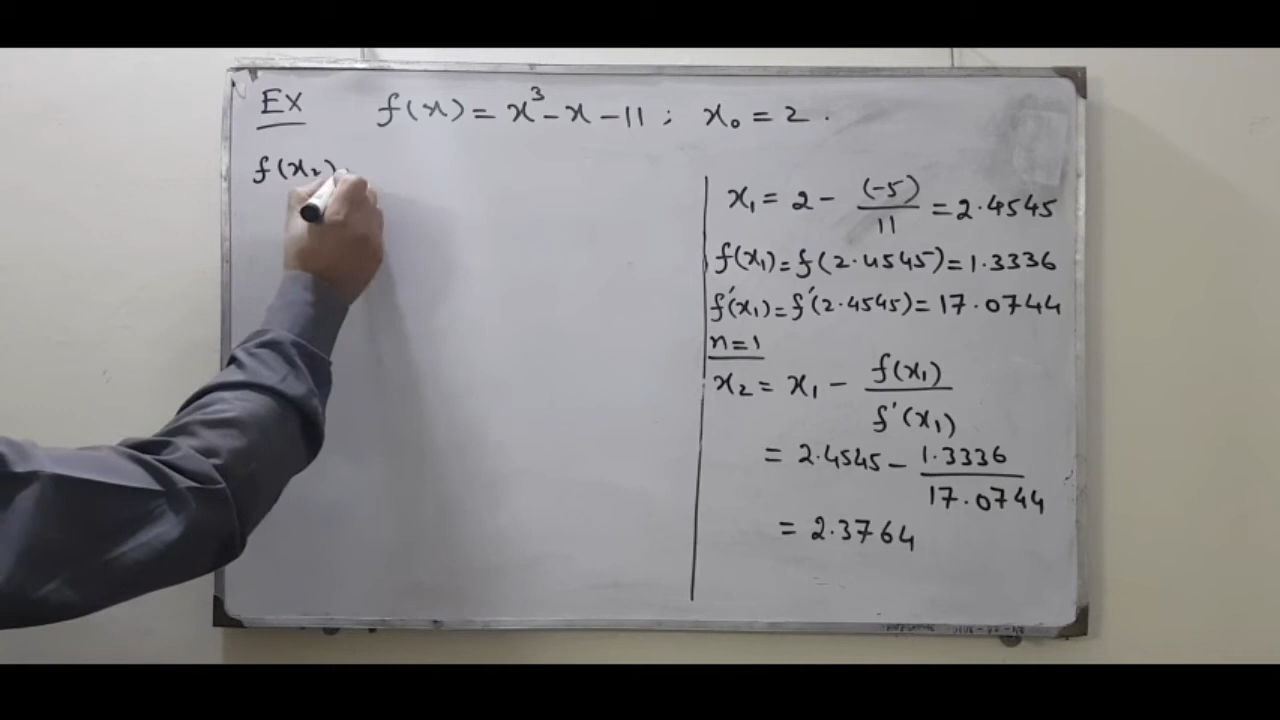 EX f(x) = x³ - x - 11 ; x₀ = 2 .
f(x₂)
x₁ = 2 - (-5)/11 = 2.4545
f(x₁) = f(2.4545) = 1.3336
f'(x₁) = f'(2.4545) = 17.0744
n = 1
x₂ = x₁ - f(x₁)/f'(x₁)
= 2.4545 - 1.3336/17.0744
= 2.3764